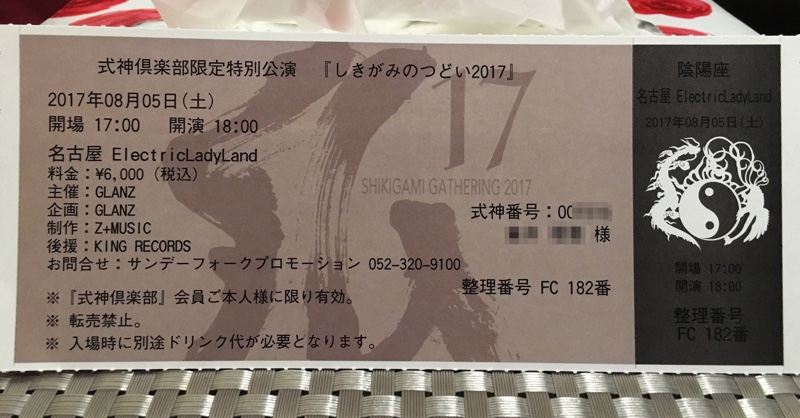 式神倶楽部限定特別公演 『しきがみのつどい2017』
2017年08月05日(土)
開場 17:00 開演 18:00
名古屋 ElectricLadyLand
料金：¥6,000 (税込)
主催：GLANZ
企画：GLANZ
制作：Z+MUSIC
後援：KING RECORDS
お問合せ：サンデーフォークプロモーション 052-320-9100
※『式神倶楽部』会員ご本人様に限り有効。
※ 転売禁止。
※ 入場時に別途ドリンク代が必要となります。
17
SHIKIGAMI GATHERING 2017
式神番号：00
様
整理番号 FC 182番
陰陽座
名古屋 ElectricLadyLand
2017年08月05日(土)
開場 17:00
開演 18:00
整理番号
FC 182番